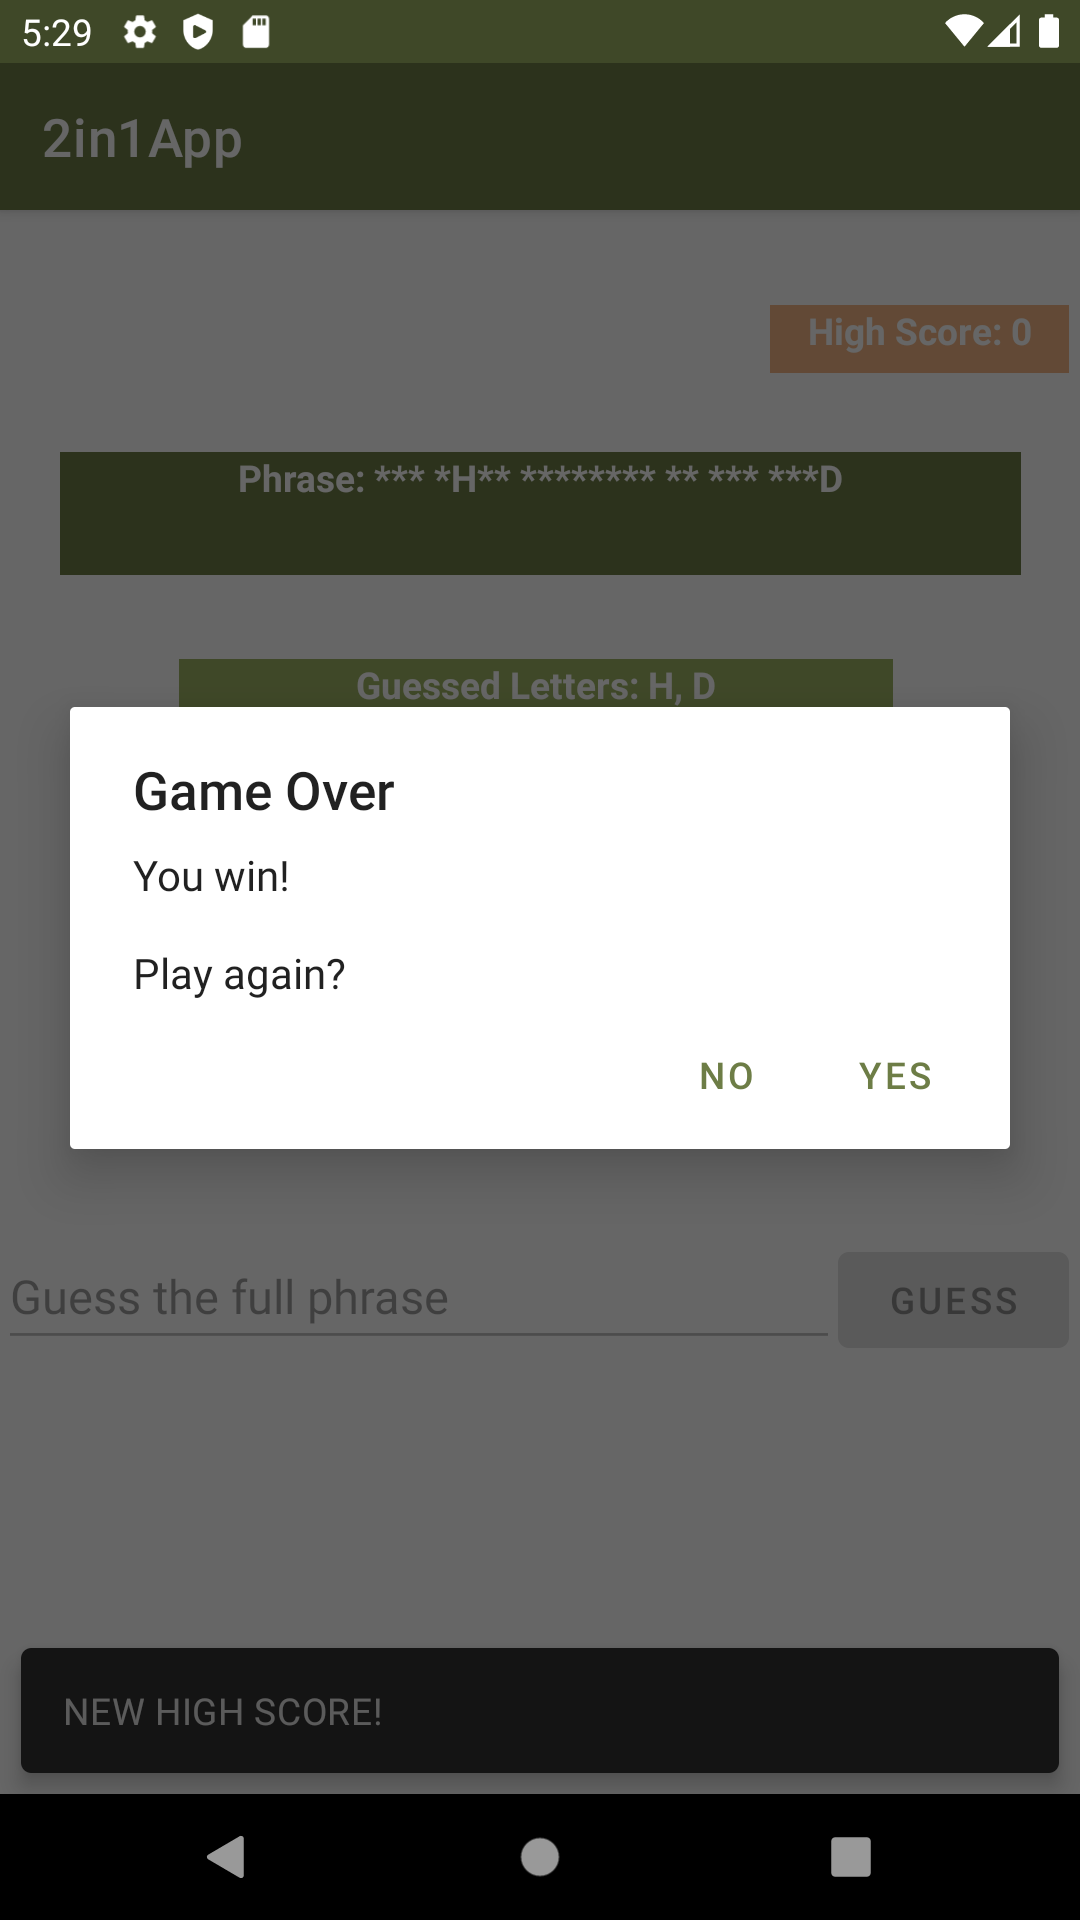 5:29
2in1App
High Score: 0
Phrase: *** *H** ******** ** *** ***D
Guessed Letters: H, D
Game Over
You win!
Play again?
NO YES
Guess the full phrase
GUESS
NEW HIGH SCORE!